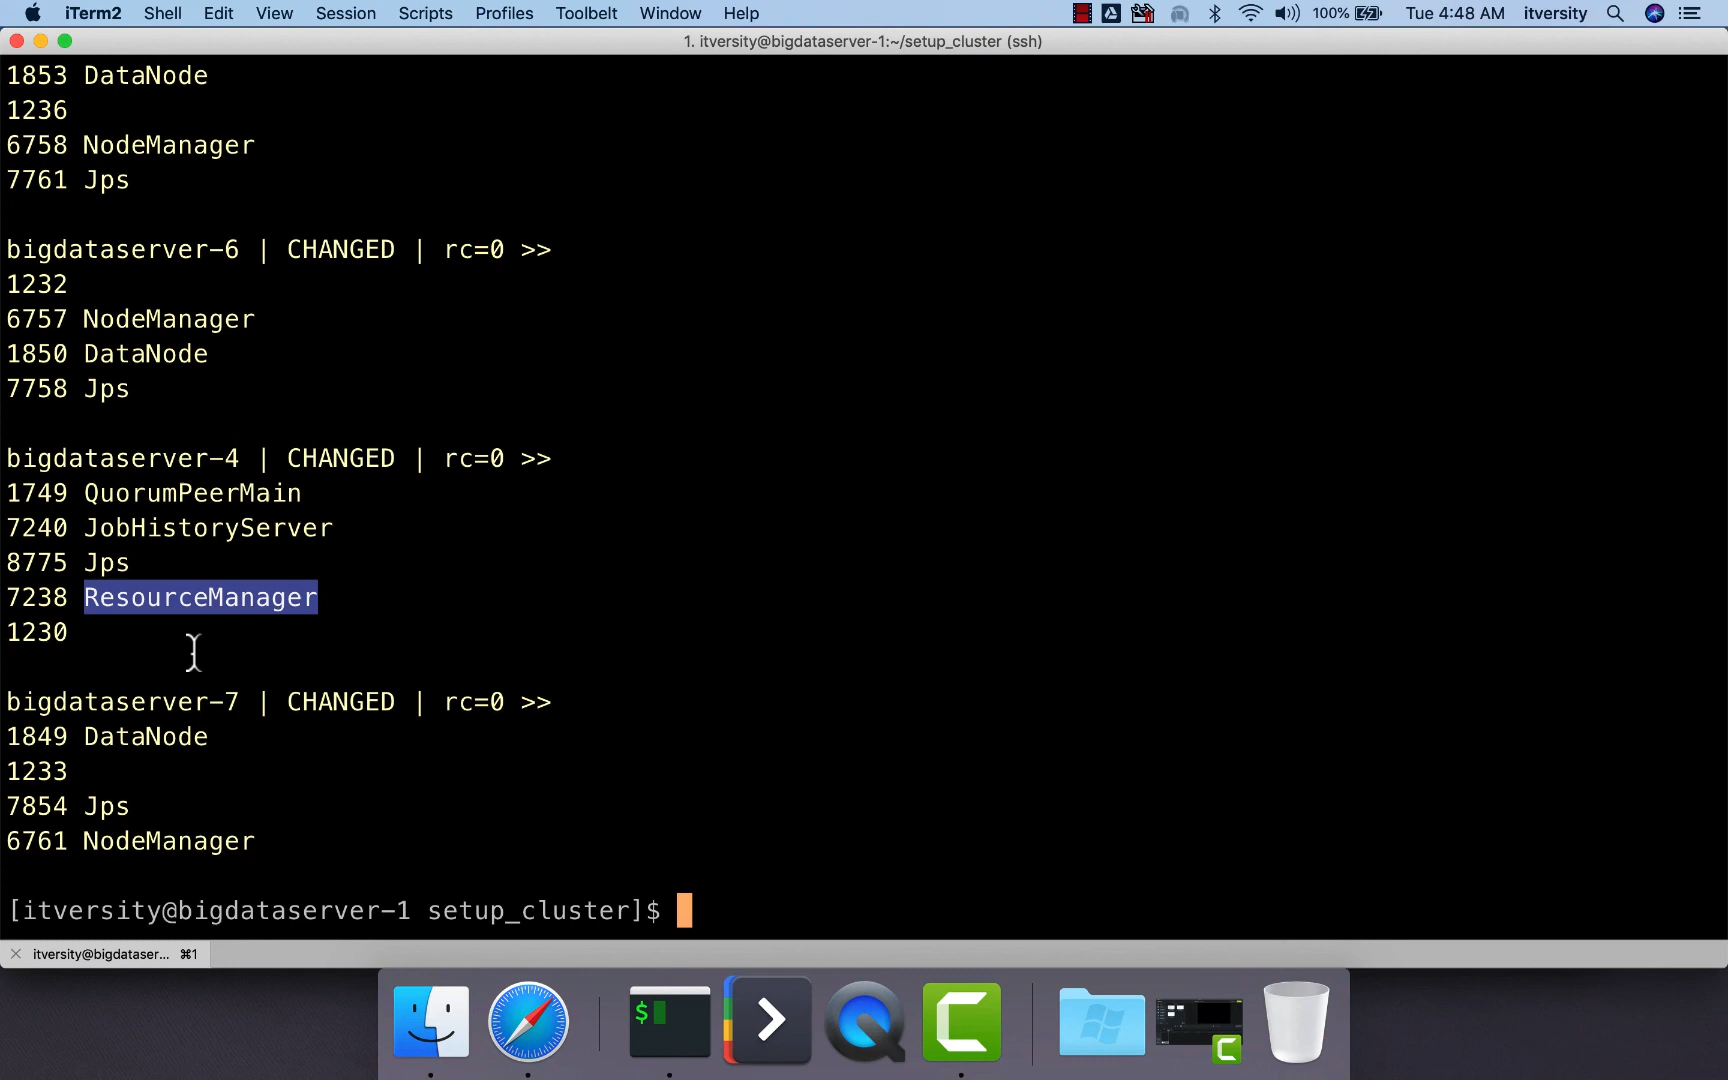 iTerm2 Shell Edit View Session Scripts Profiles Toolbelt Window Help 100% Tue 4:48 AM itversity
1. itversity@bigdataserver-1:~/setup_cluster (ssh)
1853 DataNode
1236
6758 NodeManager
7761 Jps
bigdataserver-6 | CHANGED | rc=0 >>
1232
6757 NodeManager
1850 DataNode
7758 Jps
bigdataserver-4 | CHANGED | rc=0 >>
1749 QuorumPeerMain
7240 JobHistoryServer
8775 Jps
7238 ResourceManager
1230
bigdataserver-7 | CHANGED | rc=0 >>
1849 DataNode
1233
7854 Jps
6761 NodeManager
[itversity@bigdataserver-1 setup_cluster]$
itversity@bigdataser... ⌘1
$